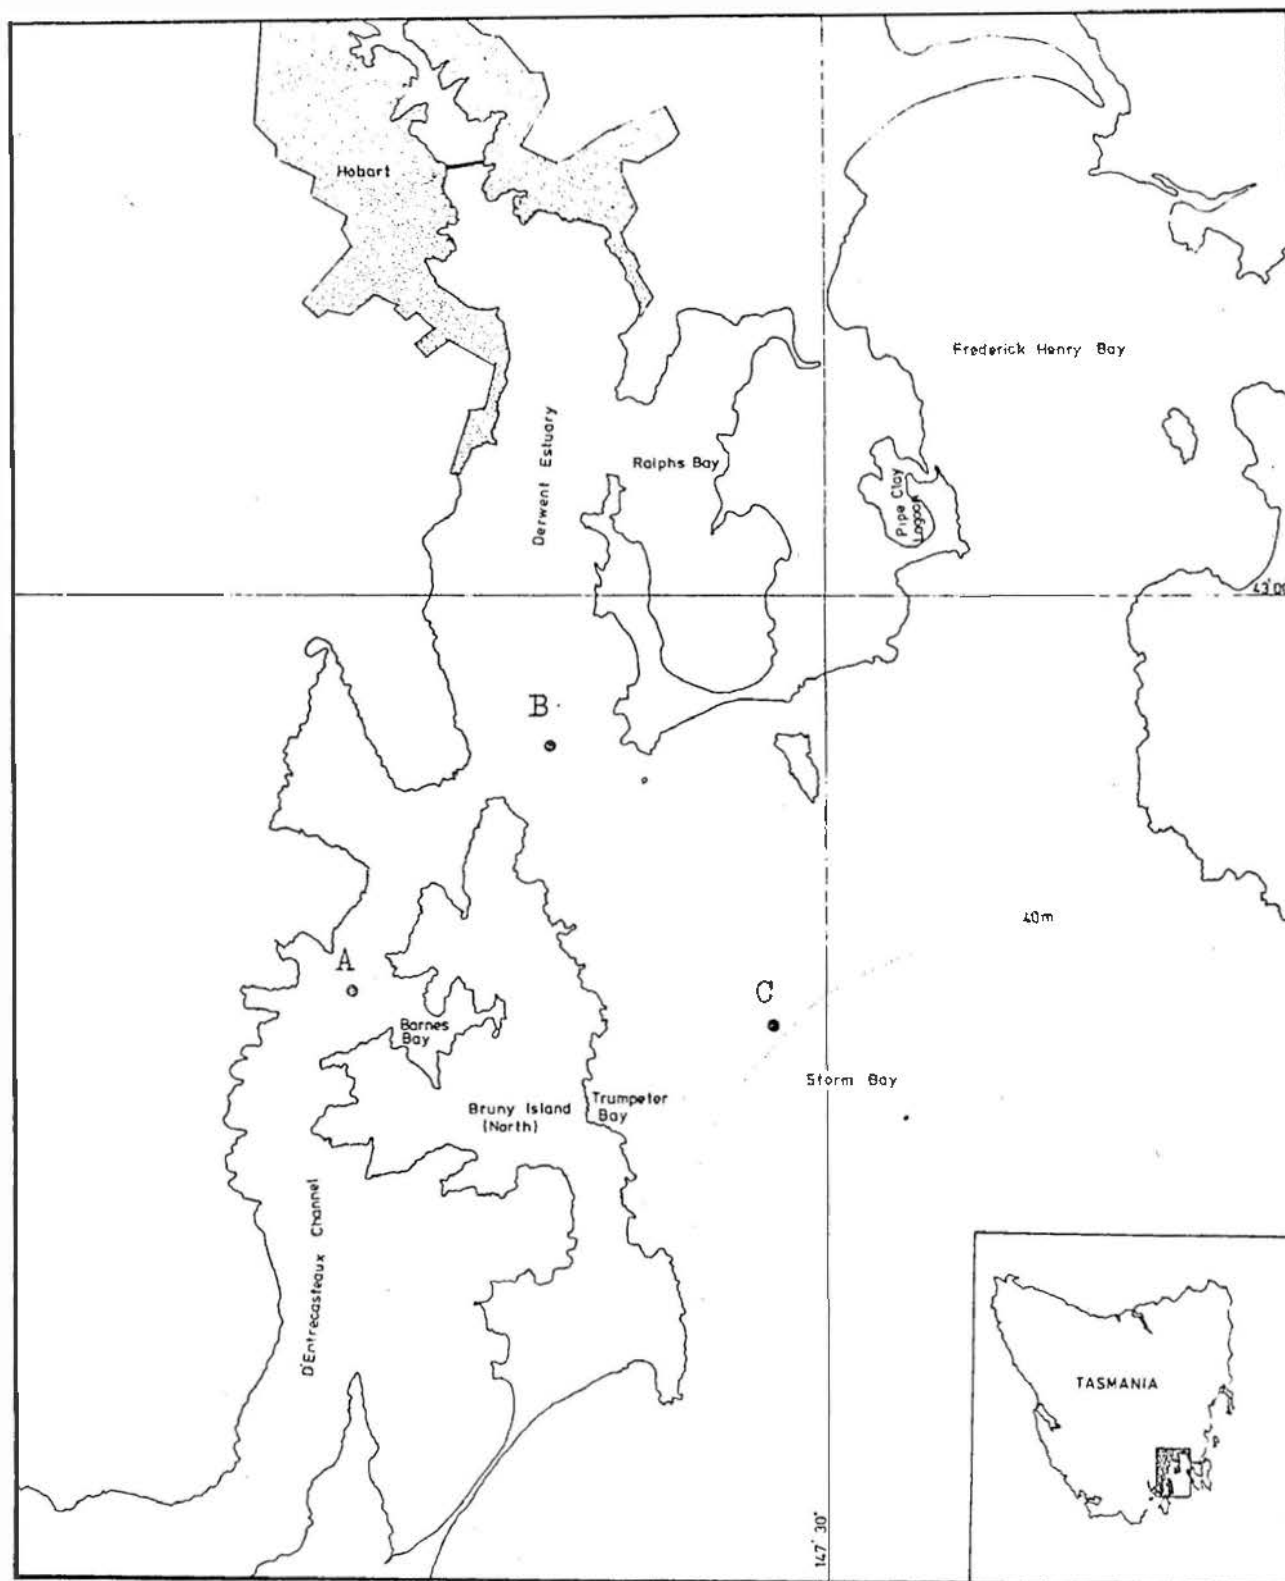 Hobart
Frederick Henry Bay
Derwent Estuary
Ralphs Bay
Pipe Clay
Lagoon
43°00
B
40m
A
C
Barnes
Bay
Storm Bay
Trumpeter
Bay
Bruny Island
(North)
D'Entrecasteaux Channel
TASMANIA
147° 30'